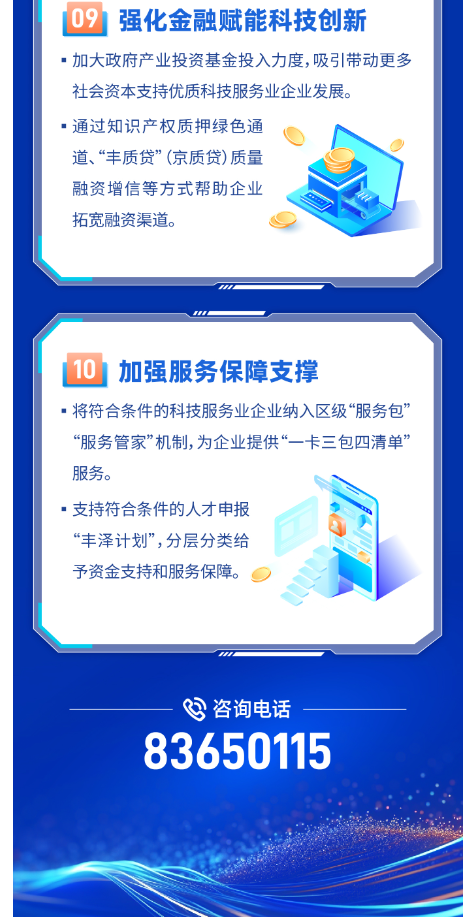 09 强化金融赋能科技创新
▪ 加大政府产业投资基金投入力度,吸引带动更多
社会资本支持优质科技服务业企业发展。
▪ 通过知识产权质押绿色通
道、“丰质贷”(京质贷)质量
融资增信等方式帮助企业
拓宽融资渠道。
10 加强服务保障支撑
▪ 将符合条件的科技服务业企业纳入区级“服务包”
“服务管家”机制,为企业提供“一卡三包四清单”
服务。
▪ 支持符合条件的人才申报
“丰泽计划”,分层分类给
予资金支持和服务保障。
咨询电话
83650115